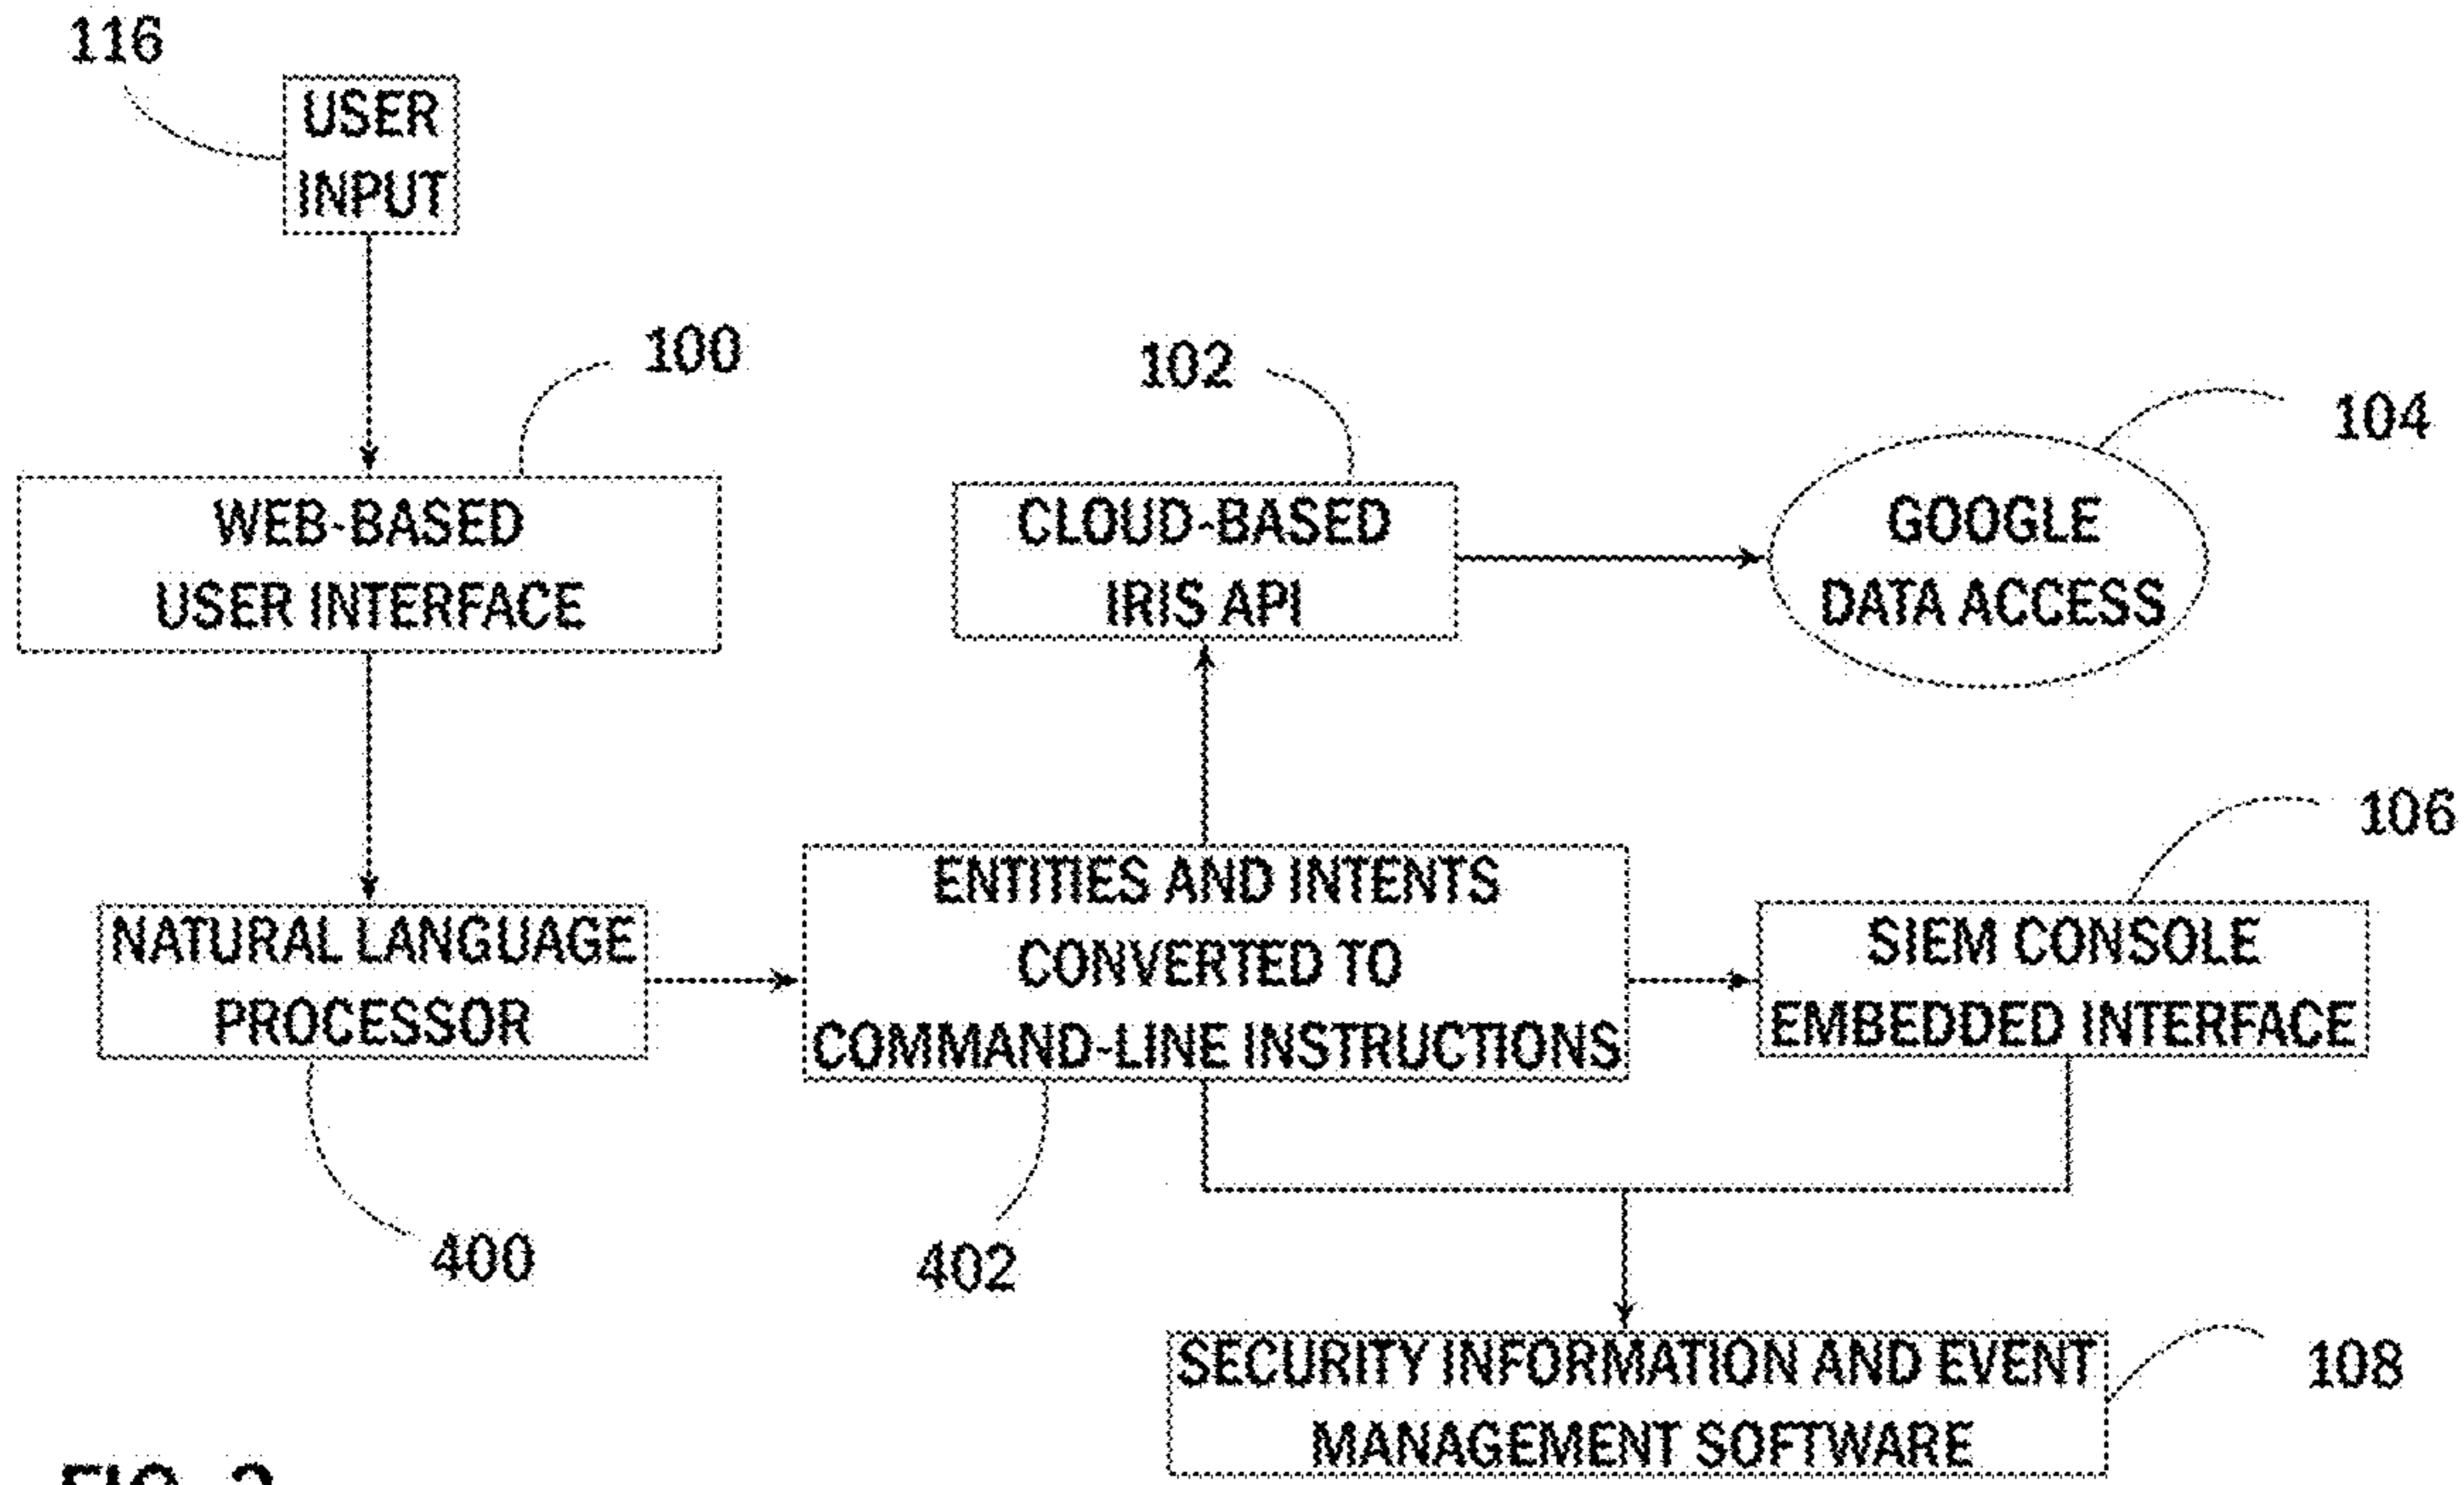 116
USER
INPUT
100
102
104
WEB-BASED
USER INTERFACE
CLOUD-BASED
IRIS API
GOOGLE
DATA ACCESS
106
NATURAL LANGUAGE
PROCESSOR
ENTITIES AND INTENTS
CONVERTED TO
COMMAND-LINE INSTRUCTIONS
SIEM CONSOLE
EMBEDDED INTERFACE
400
402
SECURITY INFORMATION AND EVENT
MANAGEMENT SOFTWARE
108
FIG.